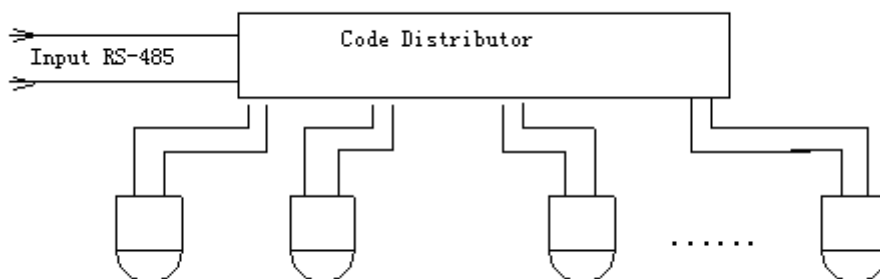 Code Distributor
Input RS-485
......